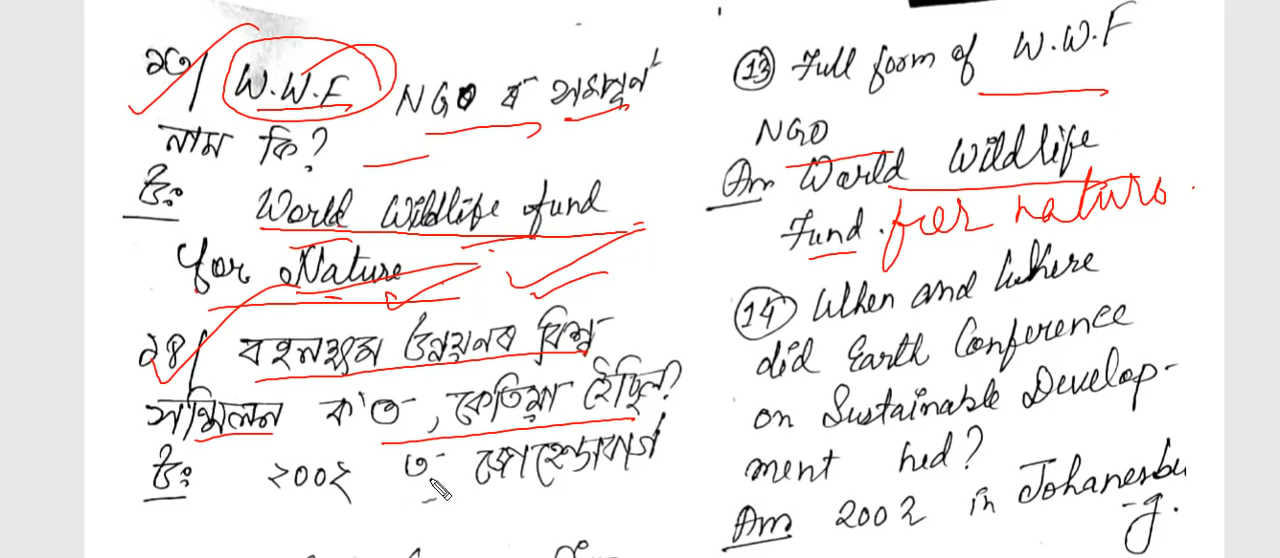 ১৩| W.W.F NGO ৰ সম্পূৰ্ণ
নাম কি?
উঃ World Wildlife fund
for Nature
১৪| বহনক্ষম উন্নয়নৰ বিশ্ব
সন্মিলন ক'ত, কেতিয়া হৈছিল?
উঃ ২০০২ ত জোহেন্সবাৰ্গ
(13) Full form of W.W.F
NGO
Ans World Wildlife
Fund. for nature.
(14) When and Where
did Earth Conference
on Sustainable Develop-
ment hed?
Ans 2002 in Johanesbu
-g.